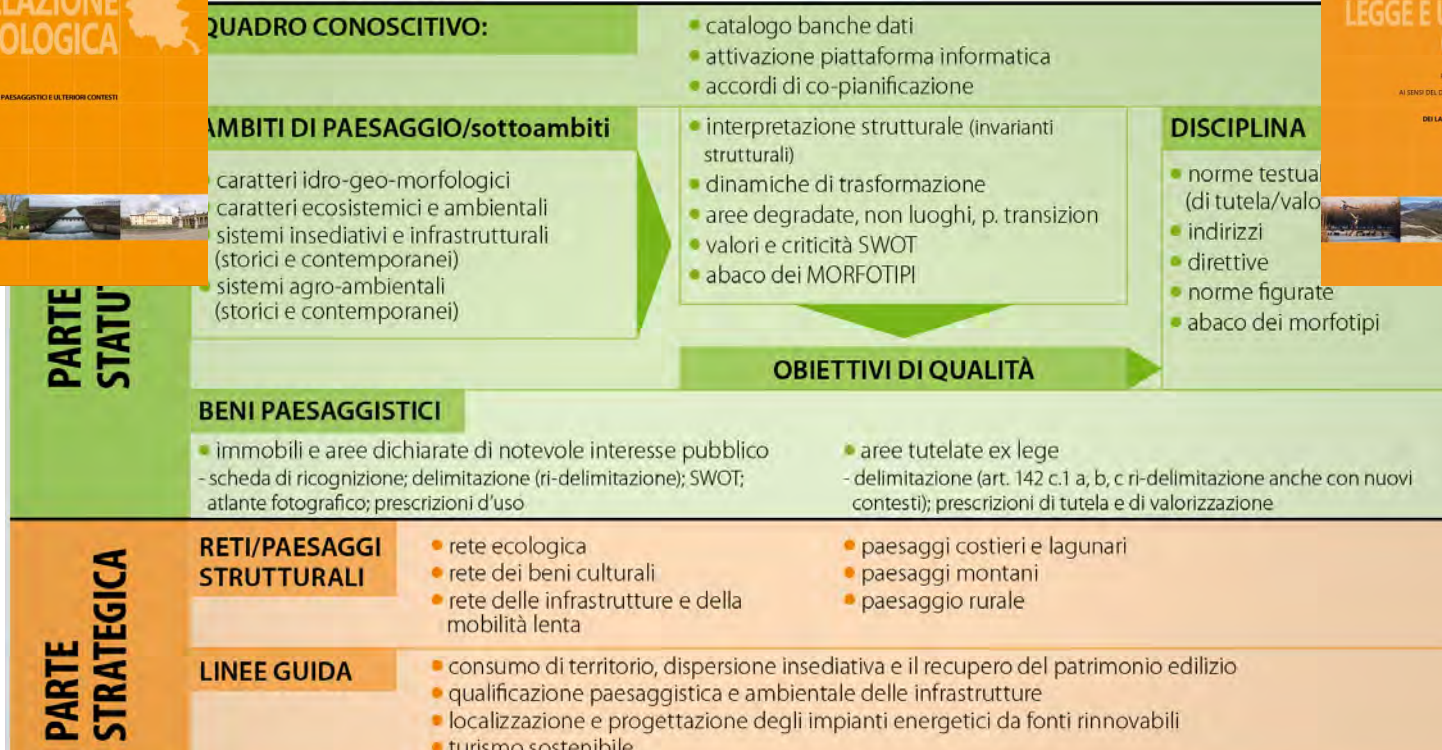 QUADRO CONOSCITIVO:
• catalogo banche dati
• attivazione piattaforma informatica
• accordi di co-pianificazione
OLOGICA
PAESAGGISTICI E ULTERIORI CONTESTI
LEGGE E
AI SENSI DEL
AMBITI DI PAESAGGIO/sottoambiti
caratteri idro-geo-morfologici
caratteri ecosistemici e ambientali
sistemi insediativi e infrastrutturali
(storici e contemporanei)
• sistemi agro-ambientali
(storici e contemporanei)
• interpretazione strutturale (invarianti
strutturali)
• dinamiche di trasformazione
• aree degradate, non luoghi, p. transizion
• valori e criticità SWOT
• abaco dei MORFOTIPI
OBIETTIVI DI QUALITÀ
DISCIPLINA
• norme testual
(di tutela/valo
• indirizzi
• direttive
• norme figurate
• abaco dei morfotipi
PARTE
STATUT
BENI PAESAGGISTICI
• immobili e aree dichiarate di notevole interesse pubblico
- scheda di ricognizione; delimitazione (ri-delimitazione); SWOT;
atlante fotografico; prescrizioni d'uso
• aree tutelate ex lege
- delimitazione (art. 142 c.1 a, b, c ri-delimitazione anche con nuovi
contesti); prescrizioni di tutela e di valorizzazione
PARTE
STRATEGICA
RETI/PAESAGGI
STRUTTURALI
• rete ecologica
• rete dei beni culturali
• rete delle infrastrutture e della
mobilità lenta
• paesaggi costieri e lagunari
• paesaggi montani
• paesaggio rurale
LINEE GUIDA
• consumo di territorio, dispersione insediativa e il recupero del patrimonio edilizio
• qualificazione paesaggistica e ambientale delle infrastrutture
• localizzazione e progettazione degli impianti energetici da fonti rinnovabili
• turismo sostenibile